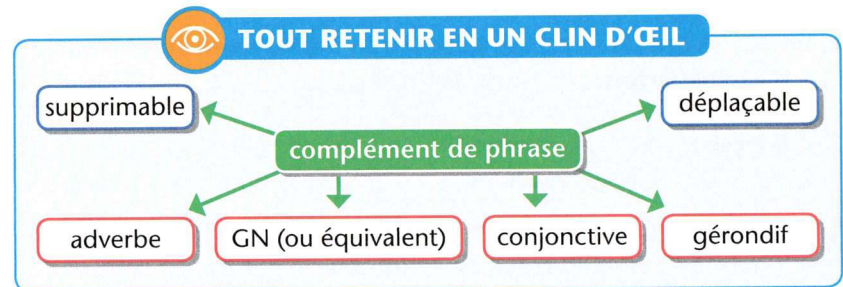 TOUT RETENIR EN UN CLIN D'ŒIL
supprimable
déplaçable
complément de phrase
adverbe
GN (ou équivalent)
conjonctive
gérondif